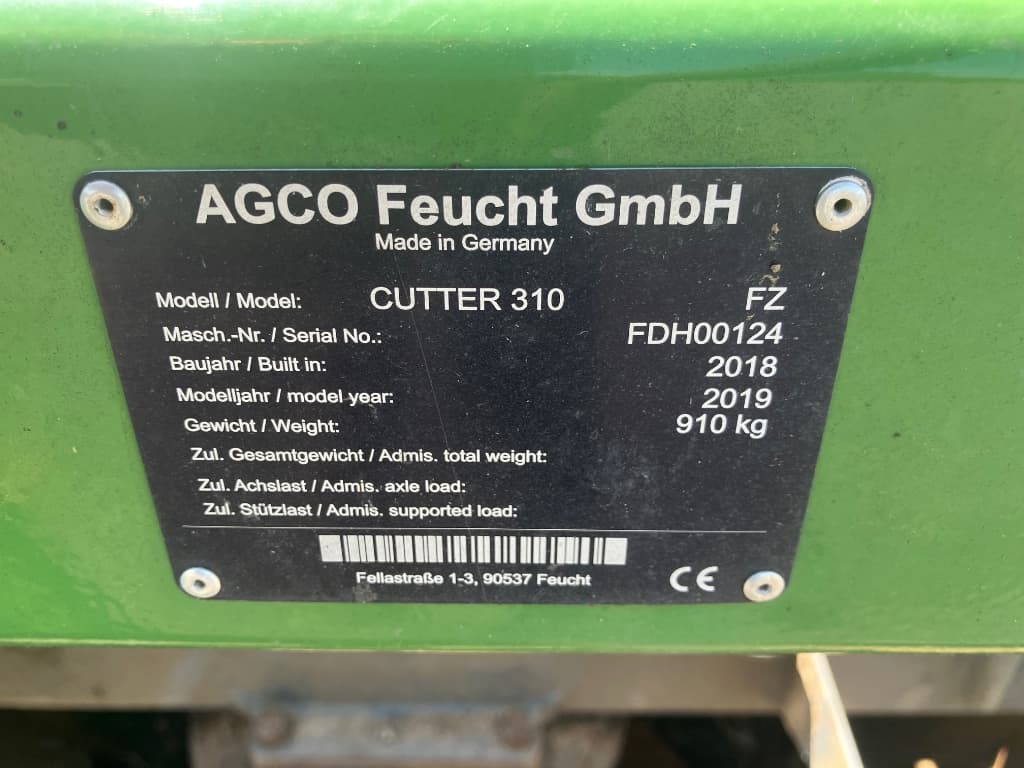 AGCO Feucht GmbH
Made in Germany
Modell / Model: CUTTER 310 FZ
Masch.-Nr. / Serial No.: FDH00124
Baujahr / Built in: 2018
Modelljahr / model year: 2019
Gewicht / Weight: 910 kg
Zul. Gesamtgewicht / Admis. total weight:
Zul. Achslast / Admis. axle load:
Zul. Stützlast / Admis. supported load:
Fellastraße 1-3, 90537 Feucht CE